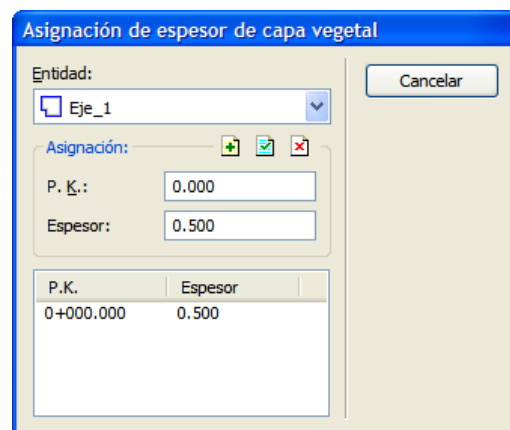 Asignación de espesor de capa vegetal
Entidad:
Cancelar
Eje_1
Asignación:
P. K.: 0.000
Espesor: 0.500
P.K. Espesor
0+000.000 0.500